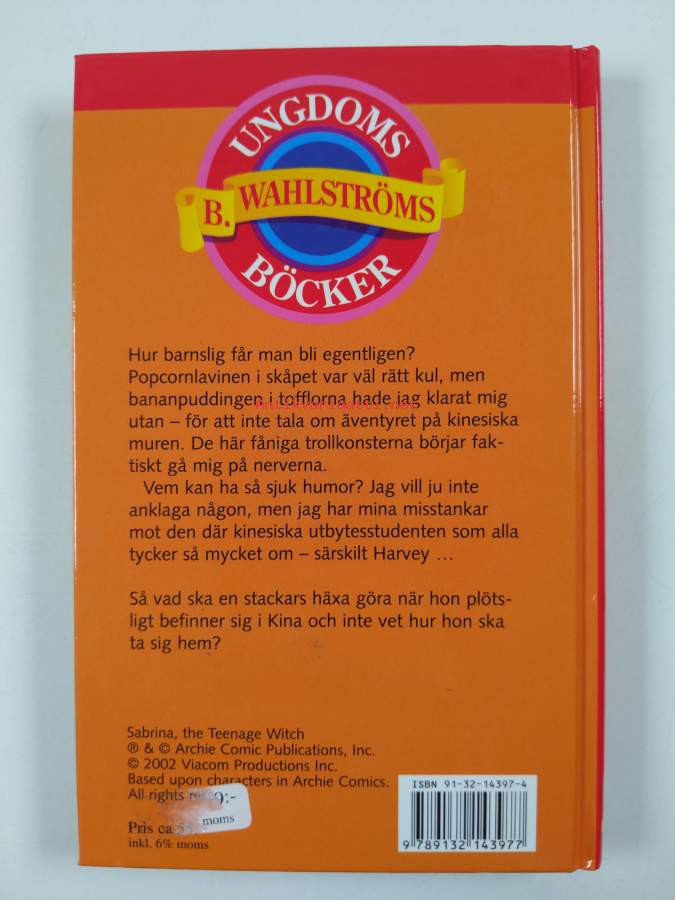 UNGDOMS
B. WAHLSTRÖMS
BÖCKER
Hur barnslig får man bli egentligen?
Popcornlavinen i skåpet var väl rätt kul, men
bananpuddingen i tofflorna hade jag klarat mig
utan – för att inte tala om äventyret på kinesiska
muren. De här fåniga trollkonsterna börjar fak-
tiskt gå mig på nerverna.
Vem kan ha så sjuk humor? Jag vill ju inte
anklaga någon, men jag har mina misstankar
mot den där kinesiska utbytesstudenten som alla
tycker så mycket om – särskilt Harvey ...
Så vad ska en stackars häxa göra när hon plöts-
ligt befinner sig i Kina och inte vet hur hon ska
ta sig hem?
Sabrina, the Teenage Witch
® & © Archie Comic Publications, Inc.
© 2002 Viacom Productions Inc.
Based upon characters in Archie Comics.
All rights
Pris ca
moms
inkl. 6% moms
ISBN 91-32-14397-4
9 789132 143977